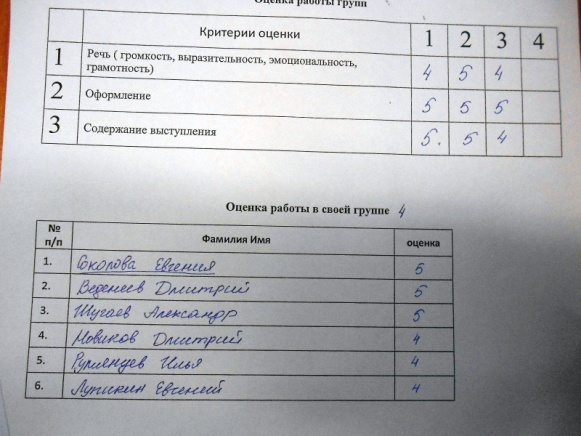 Оценка работы групп
Критерии оценки 1 2 3 4
1 Речь ( громкость, выразительность, эмоциональность,
грамотность) 4 5 4
2 Оформление 5 5 5
3 Содержание выступления 5. 5 4
Оценка работы в своей группе 4
№
п/п Фамилия Имя оценка
1. Соколова Евгения 5
2. Веденеев Дмитрий 5
3. Шугаев Александр 5
4. Новиков Дмитрий 4
5. Румянцев Илья 4
6. Лупикин Евгений 4